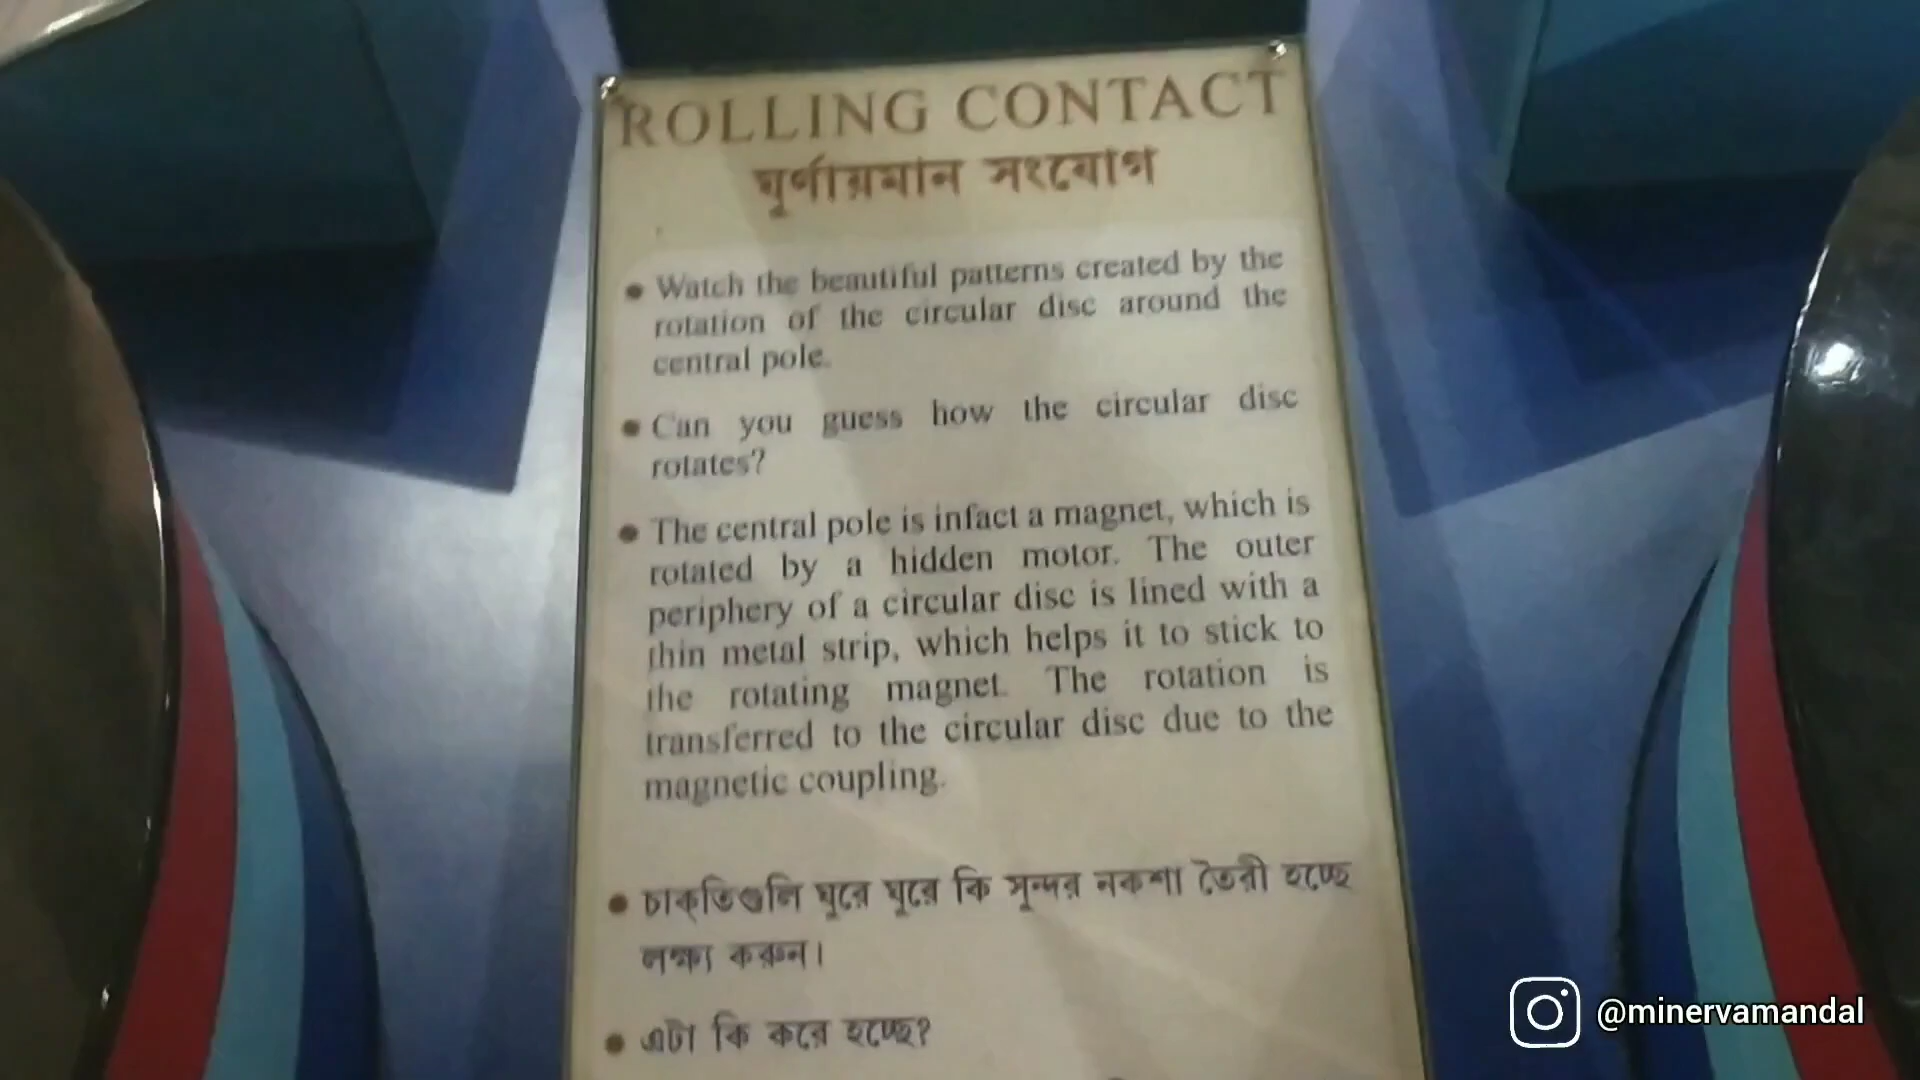 ROLLING CONTACT
ঘূর্ণায়মান সংযোগ
• Watch the beautiful patterns created by the
rotation of the circular disc around the
central pole.
• Can you guess how the circular disc
rotates?
• The central pole is infact a magnet, which is
rotated by a hidden motor. The outer
periphery of a circular disc is lined with a
thin metal strip, which helps it to stick to
the rotating magnet. The rotation is
transferred to the circular disc due to the
magnetic coupling.
• চাক্‌তিগুলি ঘুরে ঘুরে কি সুন্দর নকশা তৈরী হচ্ছে
লক্ষ্য করুন।
• এটা কি করে হচ্ছে?
@minervamandal